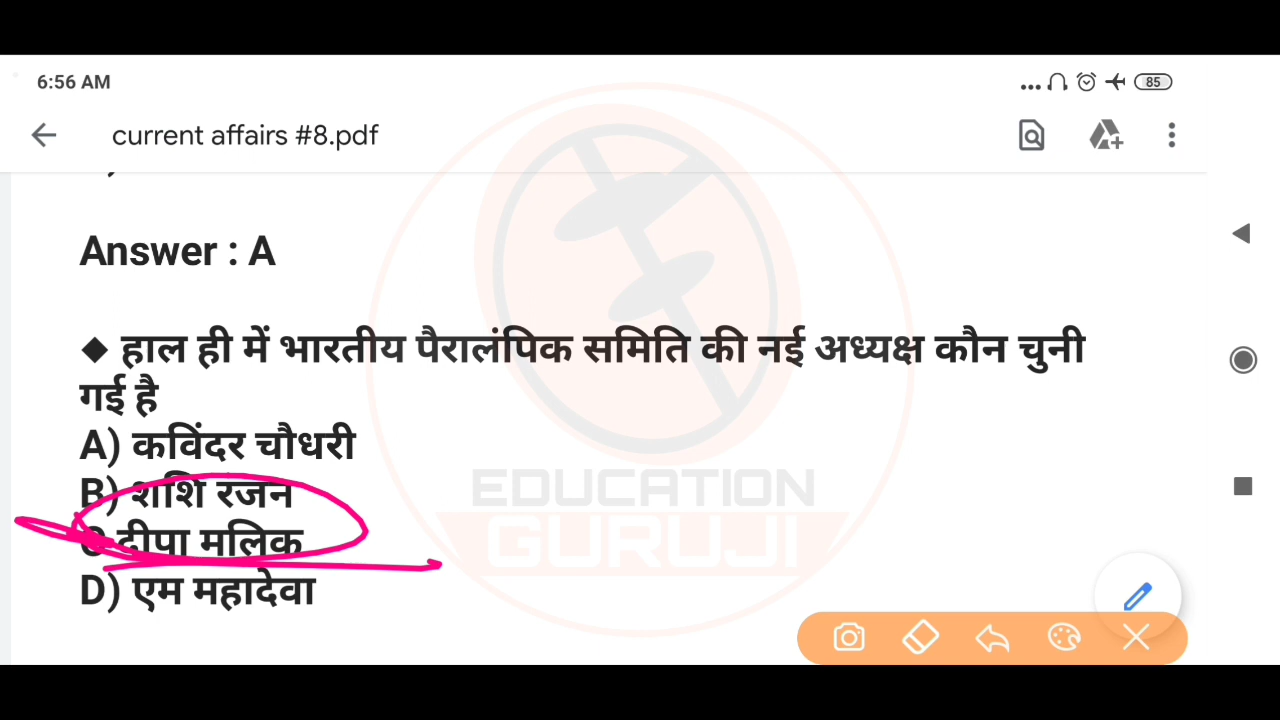 6:56 AM
85
current affairs #8.pdf
Answer : A
◆ हाल ही में भारतीय पैरालंपिक समिति की नई अध्यक्ष कौन चुनी
गई है
A) कविंदर चौधरी
B) शशि रंजन
C दीपा मलिक
D) एम महादेवा
EDUCATION
GURUJI